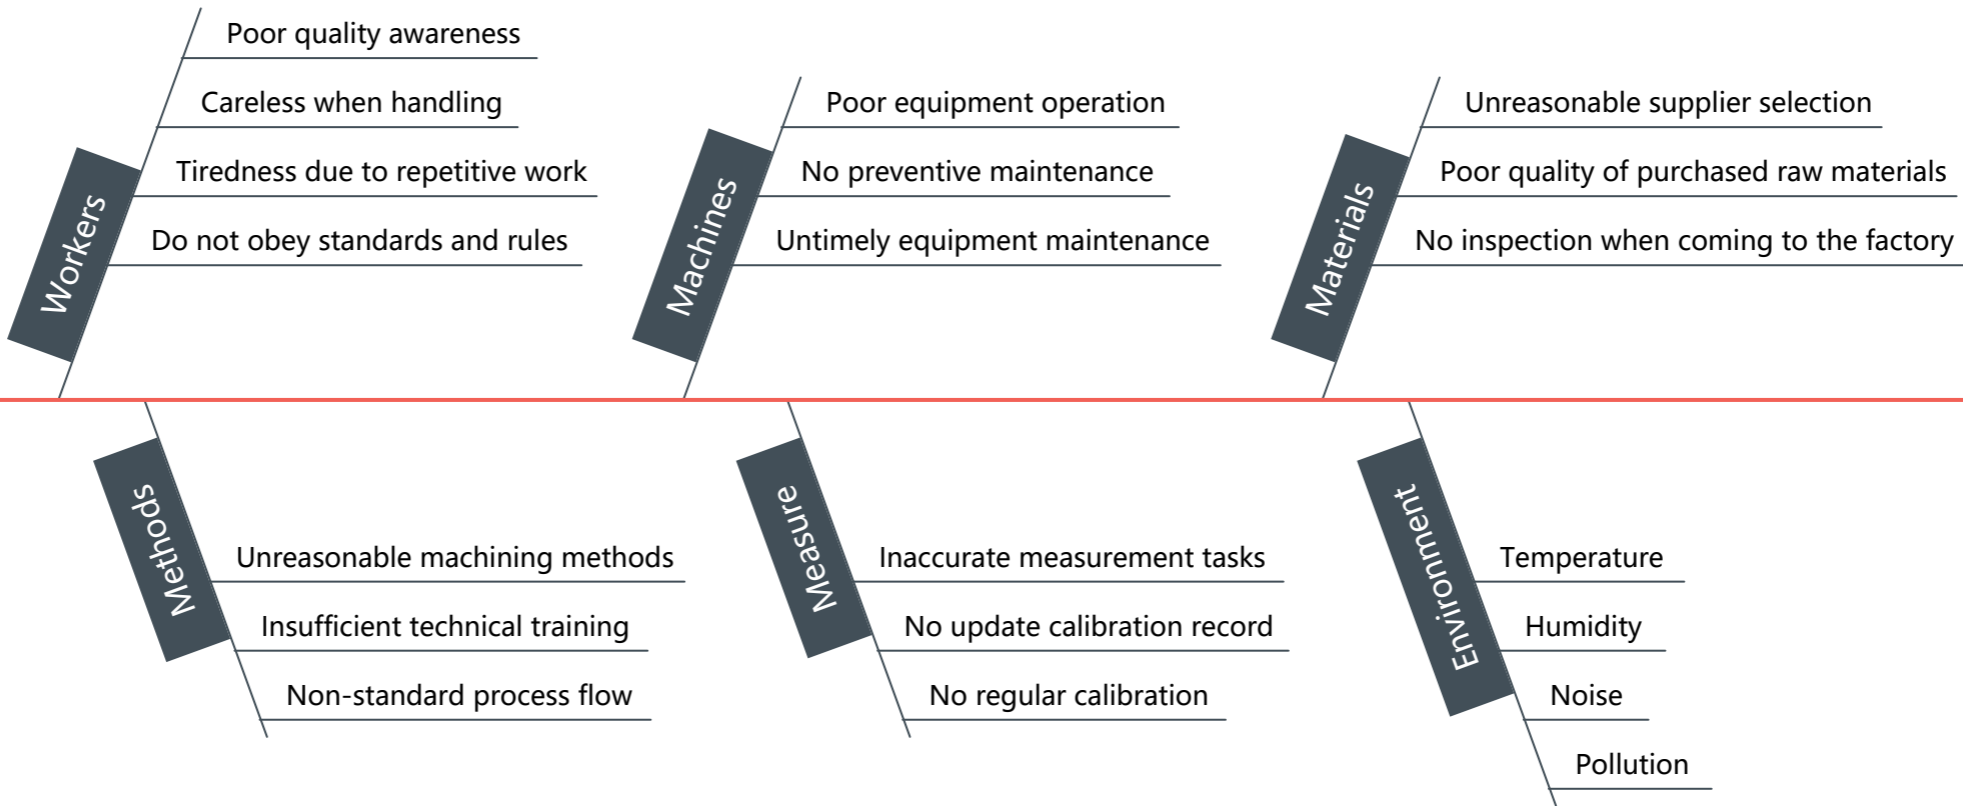 Workers
Poor quality awareness
Careless when handling
Tiredness due to repetitive work
Do not obey standards and rules
Machines
Poor equipment operation
No preventive maintenance
Untimely equipment maintenance
Materials
Unreasonable supplier selection
Poor quality of purchased raw materials
No inspection when coming to the factory
Methods
Unreasonable machining methods
Insufficient technical training
Non-standard process flow
Measure
Inaccurate measurement tasks
No update calibration record
No regular calibration
Environment
Temperature
Humidity
Noise
Pollution